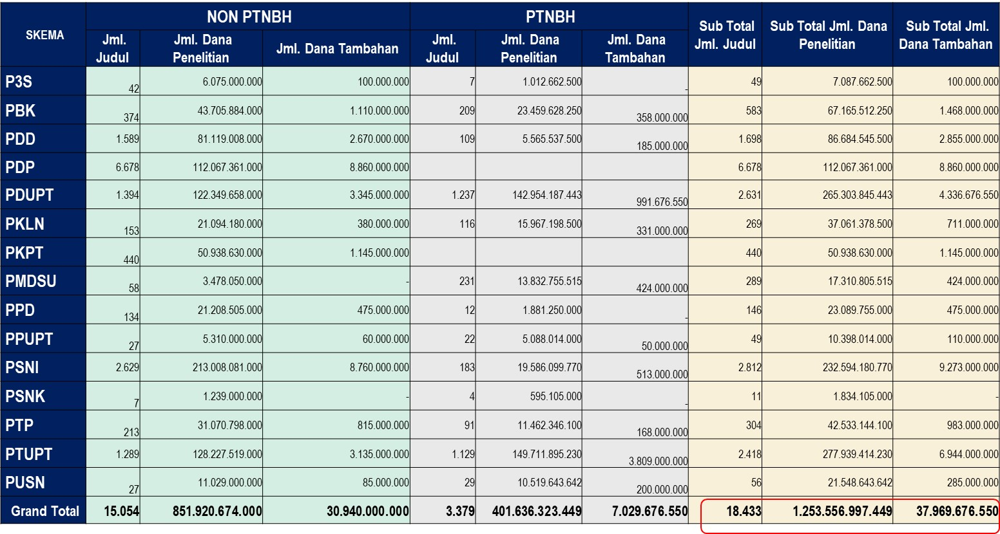 SKEMA
NON PTNBH
PTNBH
Sub Total Jml. Judul
Sub Total Jml. Dana Penelitian
Sub Total Jml. Dana Tambahan
Jml. Judul
Jml. Dana Penelitian
Jml. Dana Tambahan
Jml. Judul
Jml. Dana Penelitian
Jml. Dana Tambahan
P3S 42 6.075.000.000 100.000.000 7 1.012.662.500 - 49 7.087.662.500 100.000.000
PBK 374 43.705.884.000 1.110.000.000 209 23.459.628.250 358.000.000 583 67.165.512.250 1.468.000.000
PDD 1.589 81.119.008.000 2.670.000.000 109 5.565.537.500 185.000.000 1.698 86.684.545.500 2.855.000.000
PDP 6.678 112.067.361.000 8.860.000.000 6.678 112.067.361.000 8.860.000.000
PDUPT 1.394 122.349.658.000 3.345.000.000 1.237 142.954.187.443 991.676.550 2.631 265.303.845.443 4.336.676.550
PKLN 153 21.094.180.000 380.000.000 116 15.967.198.500 331.000.000 269 37.061.378.500 711.000.000
PKPT 440 50.938.630.000 1.145.000.000 440 50.938.630.000 1.145.000.000
PMDSU 58 3.478.050.000 - 231 13.832.755.515 424.000.000 289 17.310.805.515 424.000.000
PPD 134 21.208.505.000 475.000.000 12 1.881.250.000 - 146 23.089.755.000 475.000.000
PPUPT 27 5.310.000.000 60.000.000 22 5.088.014.000 50.000.000 49 10.398.014.000 110.000.000
PSNI 2.629 213.008.081.000 8.760.000.000 183 19.586.099.770 513.000.000 2.812 232.594.180.770 9.273.000.000
PSNK 7 1.239.000.000 - 4 595.105.000 - 11 1.834.105.000 -
PTP 213 31.070.798.000 815.000.000 91 11.462.346.100 168.000.000 304 42.533.144.100 983.000.000
PTUPT 1.289 128.227.519.000 3.135.000.000 1.129 149.711.895.230 3.809.000.000 2.418 277.939.414.230 6.944.000.000
PUSN 27 11.029.000.000 85.000.000 29 10.519.643.642 200.000.000 56 21.548.643.642 285.000.000
Grand Total 15.054 851.920.674.000 30.940.000.000 3.379 401.636.323.449 7.029.676.550 18.433 1.253.556.997.449 37.969.676.550